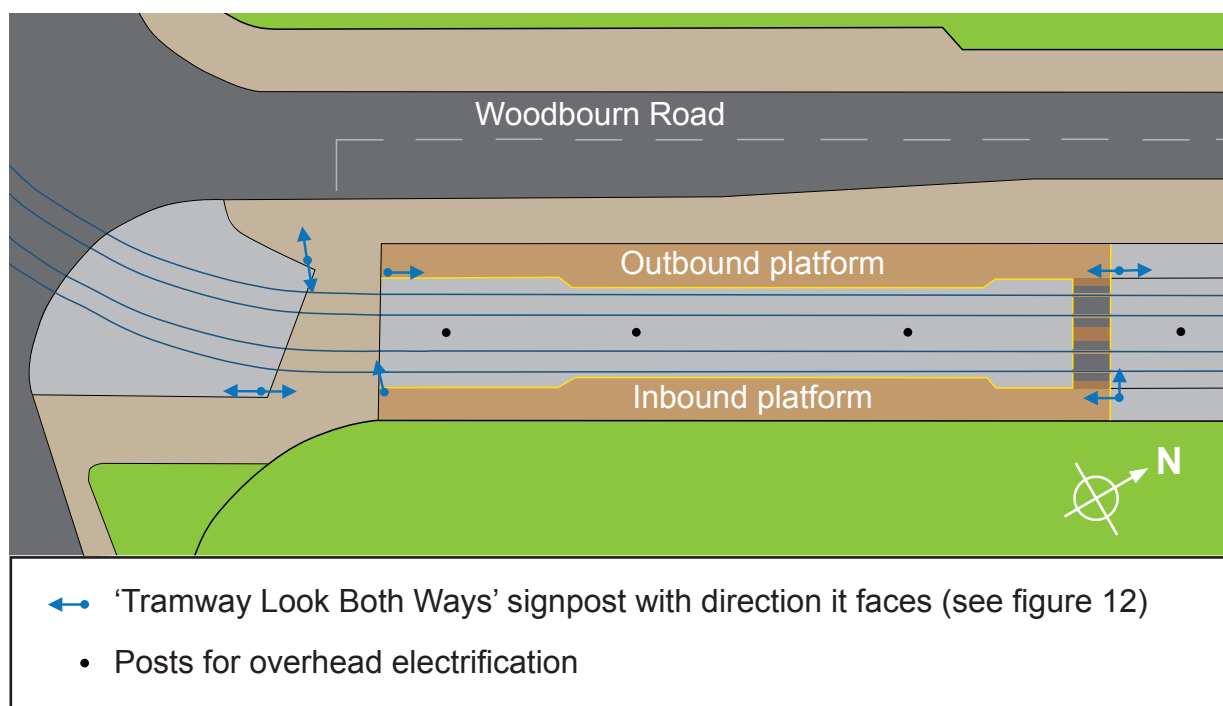 Woodbourn Road
Outbound platform
Inbound platform
N
‘Tramway Look Both Ways’ signpost with direction it faces (see figure 12)
Posts for overhead electrification